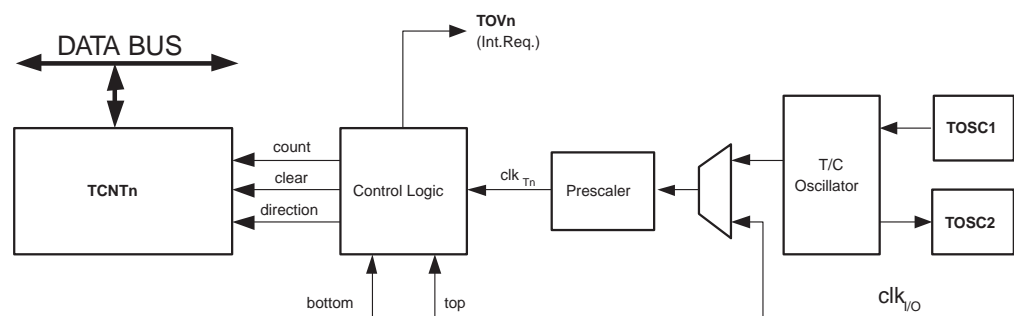 TOVn
(Int.Req.)
DATA BUS
TOSC1
count
T/C
Oscillator
TCNTn
clear
Control Logic
clk Tn
Prescaler
direction
TOSC2
bottom
top
clkI/O